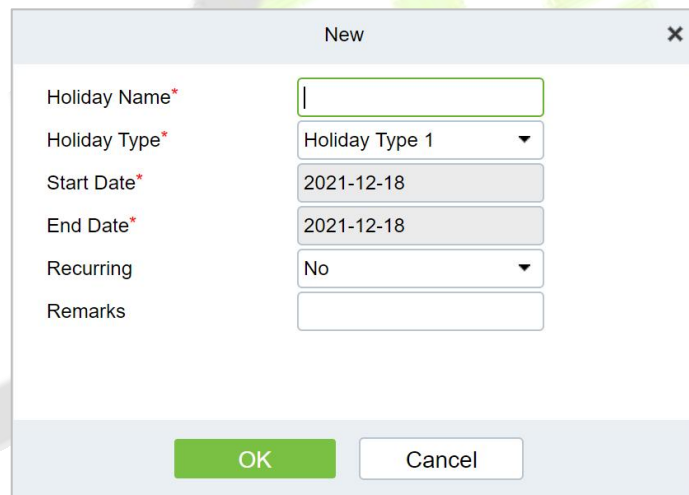 New
Holiday Name*
Holiday Type* Holiday Type 1
Start Date* 2021-12-18
End Date* 2021-12-18
Recurring No
Remarks
OK Cancel